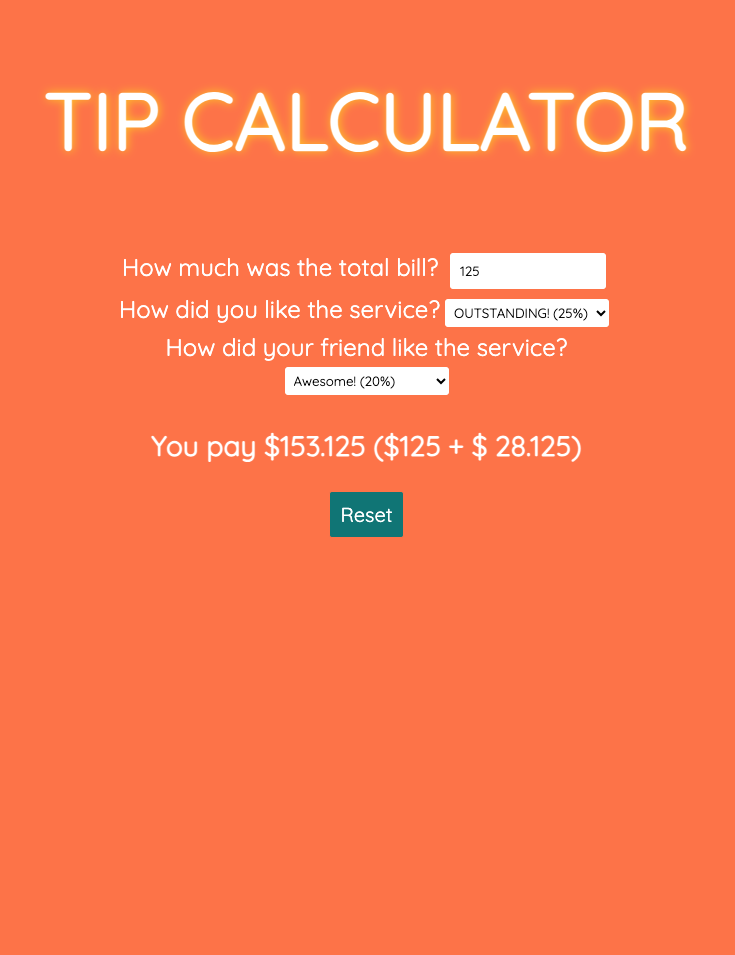 TIP CALCULATOR
How much was the total bill? 125
How did you like the service? OUTSTANDING! (25%)
How did your friend like the service?
Awesome! (20%)
You pay $153.125 ($125 + $ 28.125)
Reset